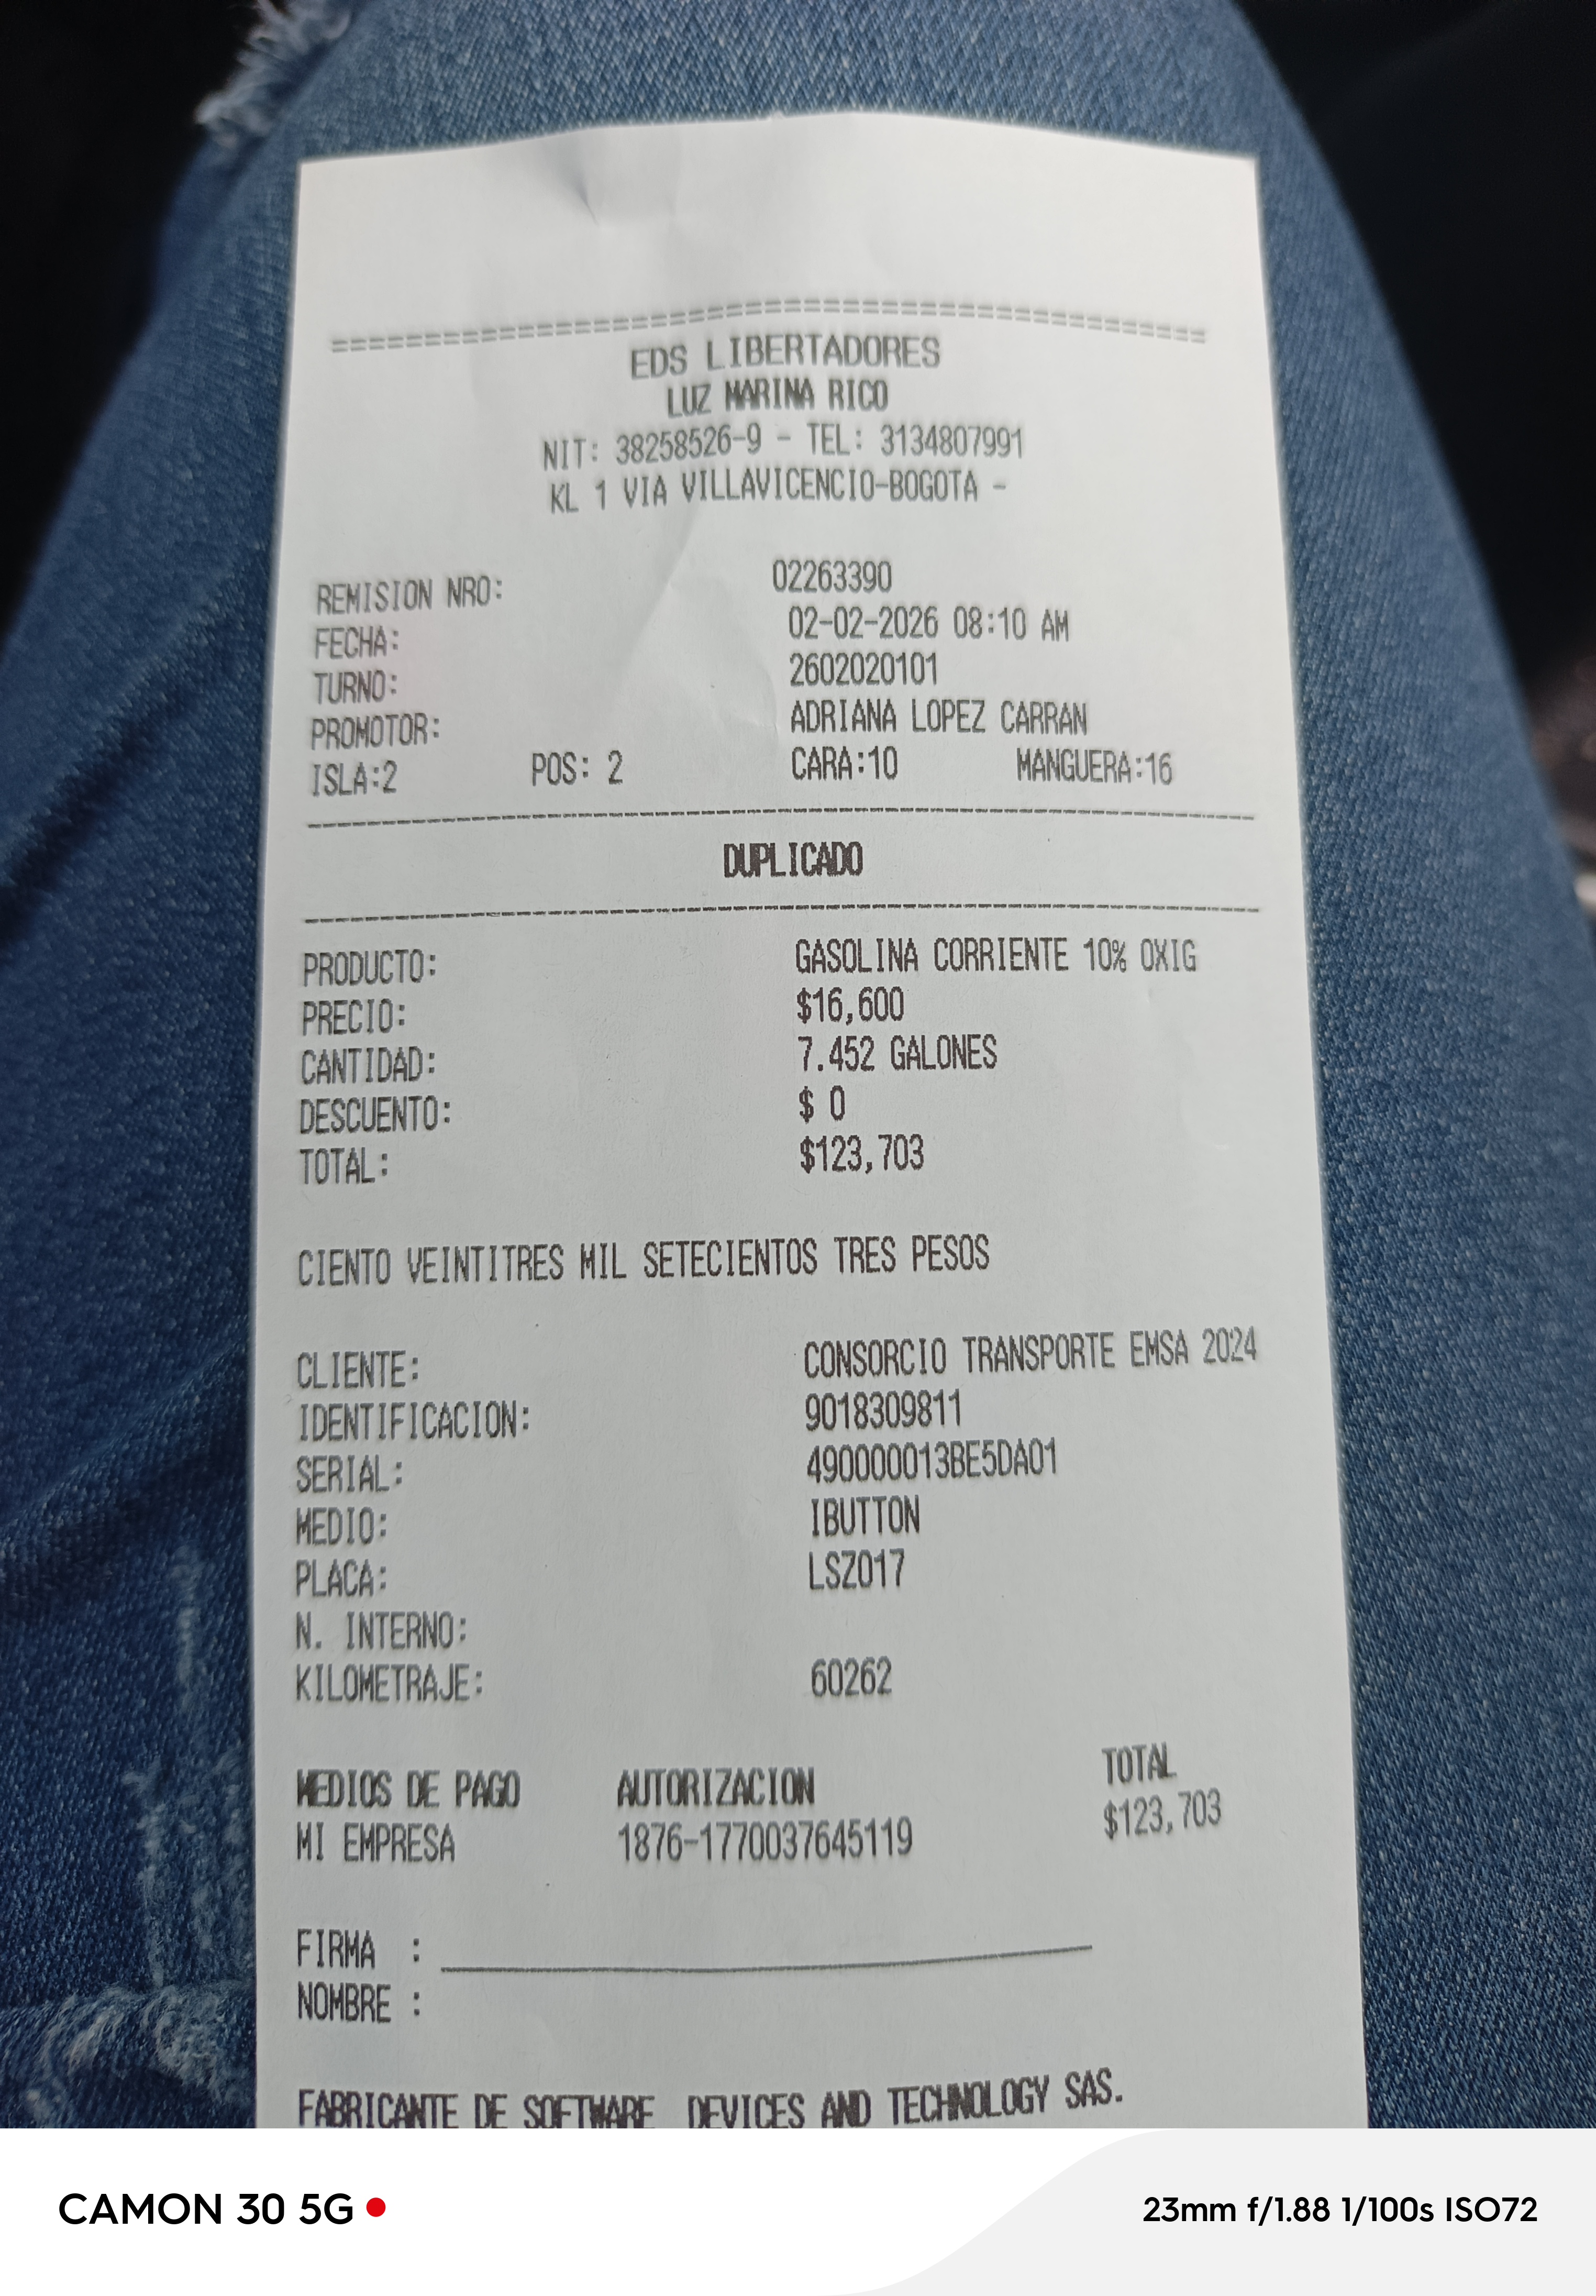 ==================================================
EDS LIBERTADORES
LUZ MARINA RICO
NIT: 38258526-9 - TEL: 3134807991
KL 1 VIA VILLAVICENCIO-BOGOTA -
REMISION NRO: 02263390
FECHA: 02-02-2026 08:10 AM
TURNO: 2602020101
PROMOTOR: ADRIANA LOPEZ CARRAN
ISLA:2 POS: 2 CARA:10 MANGUERA:16
DUPLICADO
PRODUCTO: GASOLINA CORRIENTE 10% OXIG
PRECIO: $16,600
CANTIDAD: 7.452 GALONES
DESCUENTO: $ 0
TOTAL: $123,703
CIENTO VEINTITRES MIL SETECIENTOS TRES PESOS
CLIENTE: CONSORCIO TRANSPORTE EMSA 2024
IDENTIFICACION: 9018309811
SERIAL: 490000013BE5DA01
MEDIO: IBUTTON
PLACA: LSZ017
N. INTERNO:
KILOMETRAJE: 60262
MEDIOS DE PAGO AUTORIZACION TOTAL
MI EMPRESA 1876-1770037645119 $123,703
FIRMA :
NOMBRE :
FABRICANTE DE SOFTWARE DEVICES AND TECHNOLOGY SAS.
CAMON 30 5G
23mm f/1.88 1/100s ISO72